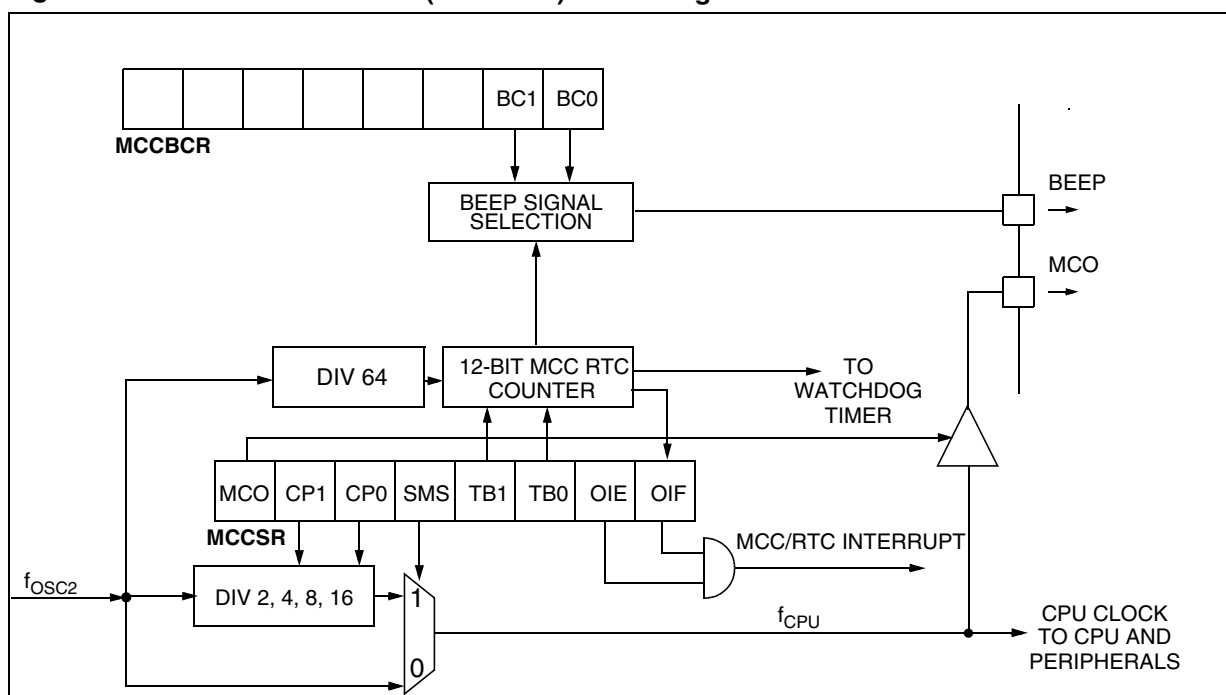 BC1 BC0
MCCBCR
BEEP SIGNAL
SELECTION
BEEP
MCO
DIV 64
12-BIT MCC RTC
COUNTER
TO
WATCHDOG
TIMER
MCO CP1 CP0 SMS TB1 TB0 OIE OIF
MCCSR
MCC/RTC INTERRUPT
fOSC2
DIV 2, 4, 8, 16
1
0
fCPU
CPU CLOCK
TO CPU AND
PERIPHERALS